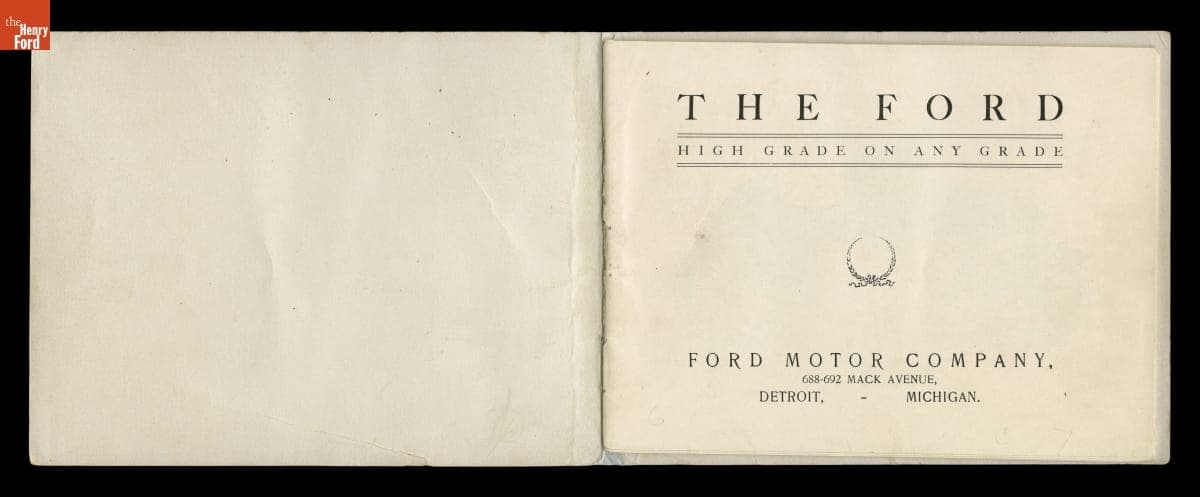 the
Henry
Ford
THE FORD
HIGH GRADE ON ANY GRADE
FORD MOTOR COMPANY,
688-692 MACK AVENUE,
DETROIT, - MICHIGAN.